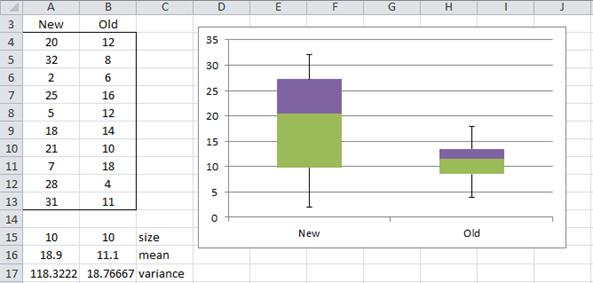 A B C D E F G H I J
3 New Old
4 20 12
5 32 8
6 2 6
7 25 16
8 5 12
9 18 14
10 21 10
11 7 18
12 28 4
13 31 11
14
15 10 10 size
16 18.9 11.1 mean
17 118.3222 18.76667 variance
35
30
25
20
15
10
5
0
New Old